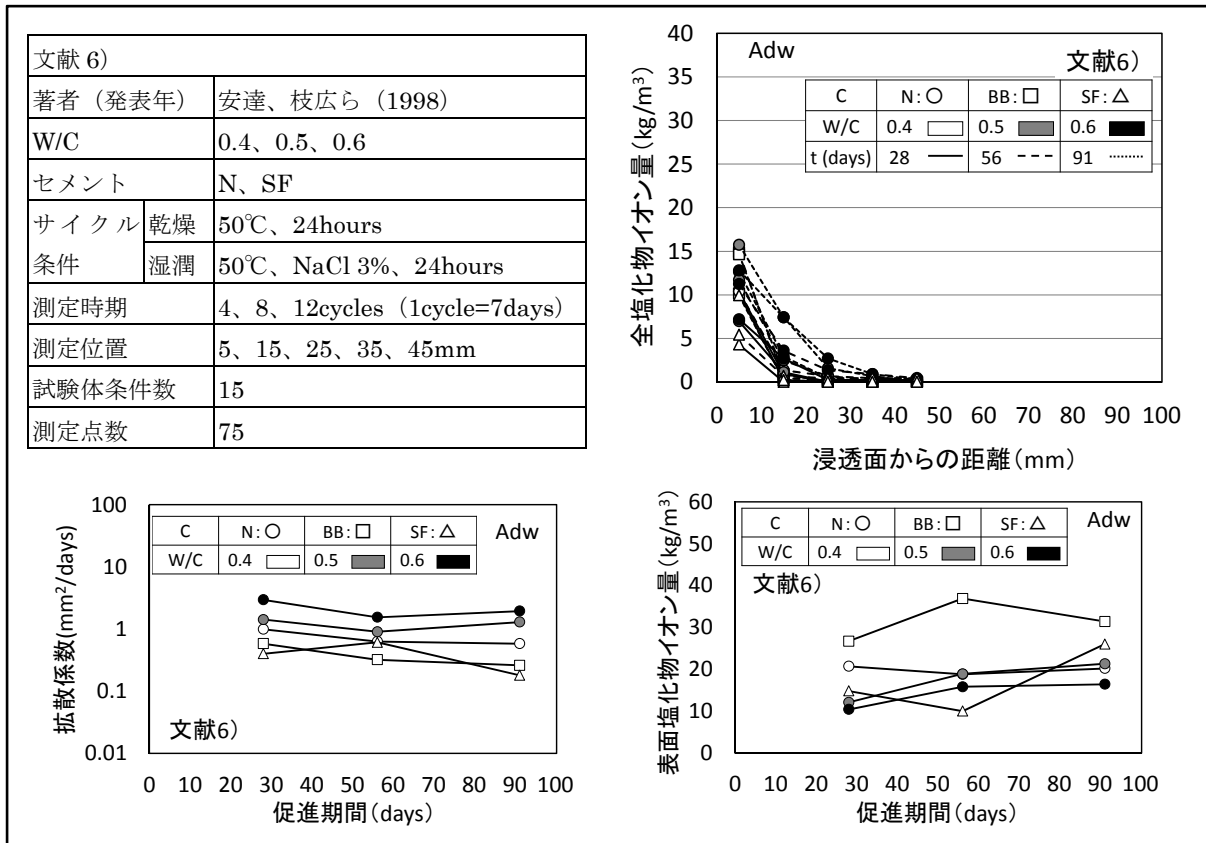 文献 6）
著者（発表年） 安達、枝広ら（1998）
W/C 0.4、0.5、0.6
セメント N、SF
サイクル条件 乾燥 50℃、24hours
湿潤 50℃、NaCl 3%、24hours
測定時期 4、8、12cycles（1cycle=7days）
測定位置 5、15、25、35、45mm
試験体条件数 15
測定点数 75
全塩化物イオン量（kg/m³）
40
35
30
25
20
15
10
5
0
Adw 文献6）
C N：○ BB：□ SF：△
W/C 0.4 0.5 0.6
t (days) 28 56 91
0 10 20 30 40 50 60 70 80 90 100
浸透面からの距離（mm）
拡散係数(mm²/days)
100
10
1
0.1
0.01
C N：○ BB：□ SF：△ Adw
W/C 0.4 0.5 0.6
文献6）
0 10 20 30 40 50 60 70 80 90 100
促進期間（days）
表面塩化物イオン量（kg/m³）
60
50
40
30
20
10
0
C N：○ BB：□ SF：△ Adw
W/C 0.4 0.5 0.6
文献6）
0 10 20 30 40 50 60 70 80 90 100
促進期間（days）